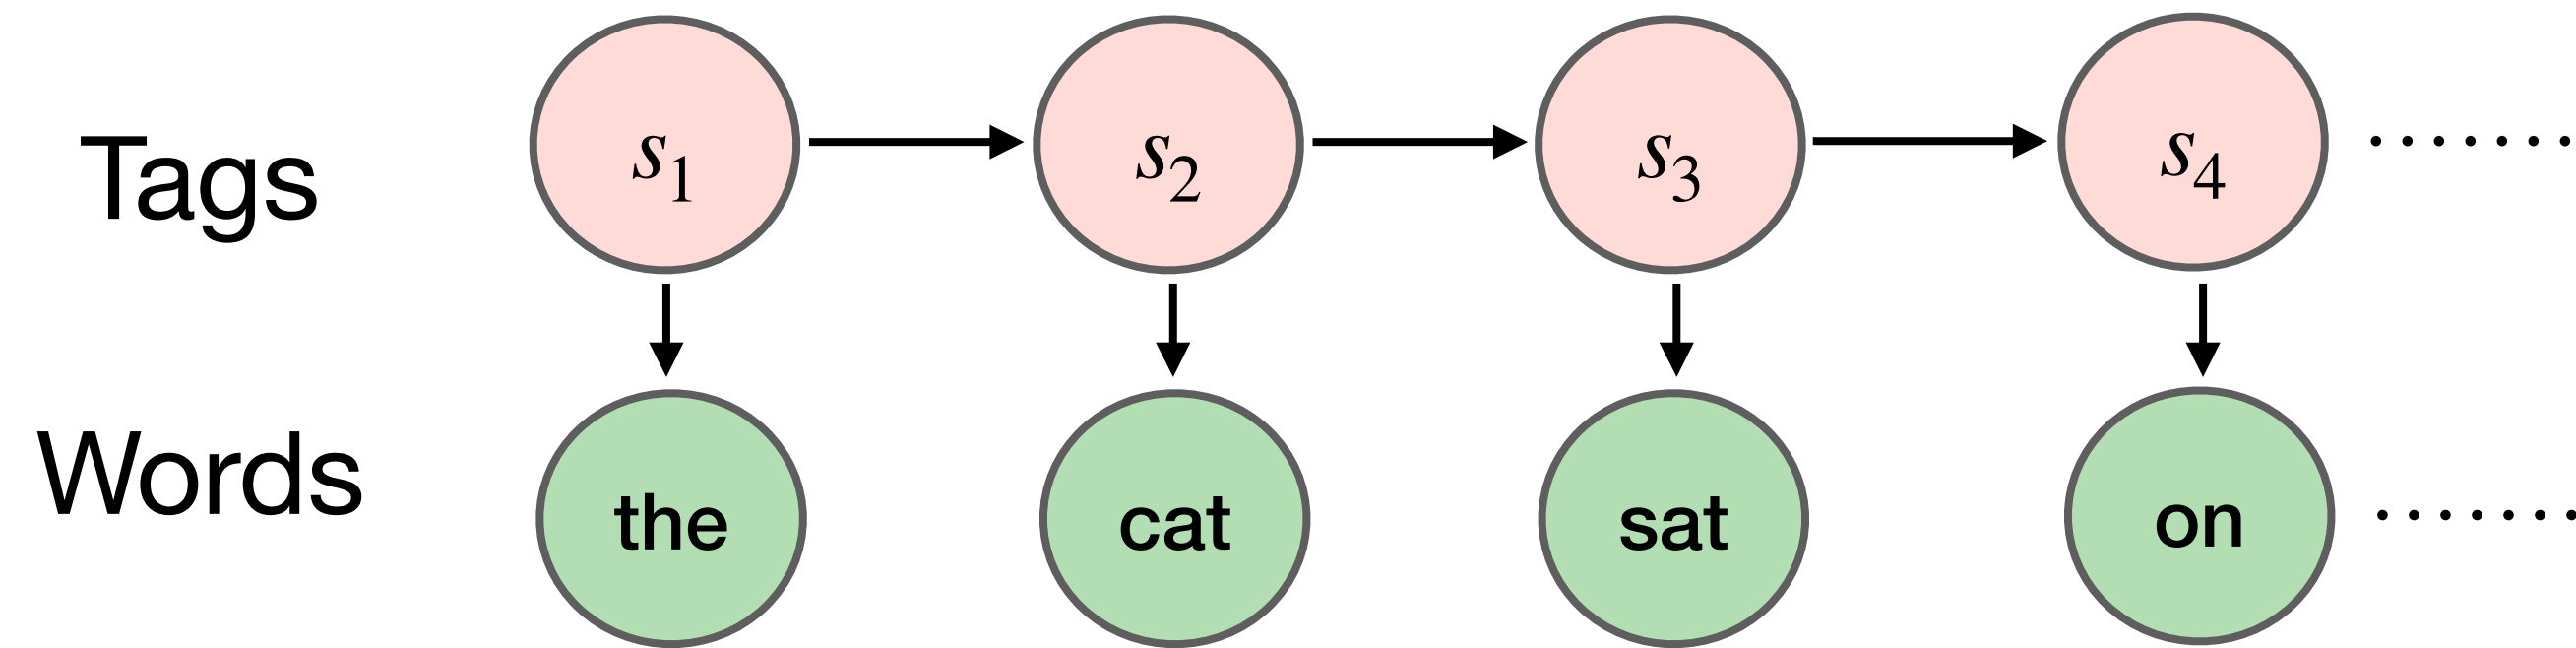 Tags s₁ s₂ s₃ s₄ .......
Words the cat sat on .......